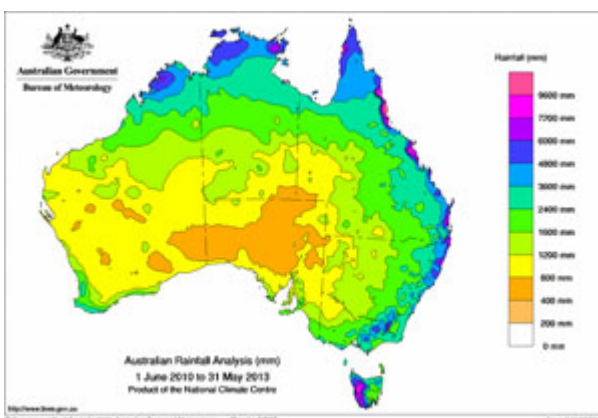 Australian Government
Bureau of Meteorology
Rainfall (mm)
9600 mm
7200 mm
6000 mm
4800 mm
3600 mm
2400 mm
1600 mm
1200 mm
800 mm
400 mm
200 mm
0 mm
Australian Rainfall Analysis (mm)
1 June 2010 to 31 May 2013
Product of the National Climate Centre
http://www.bom.gov.au